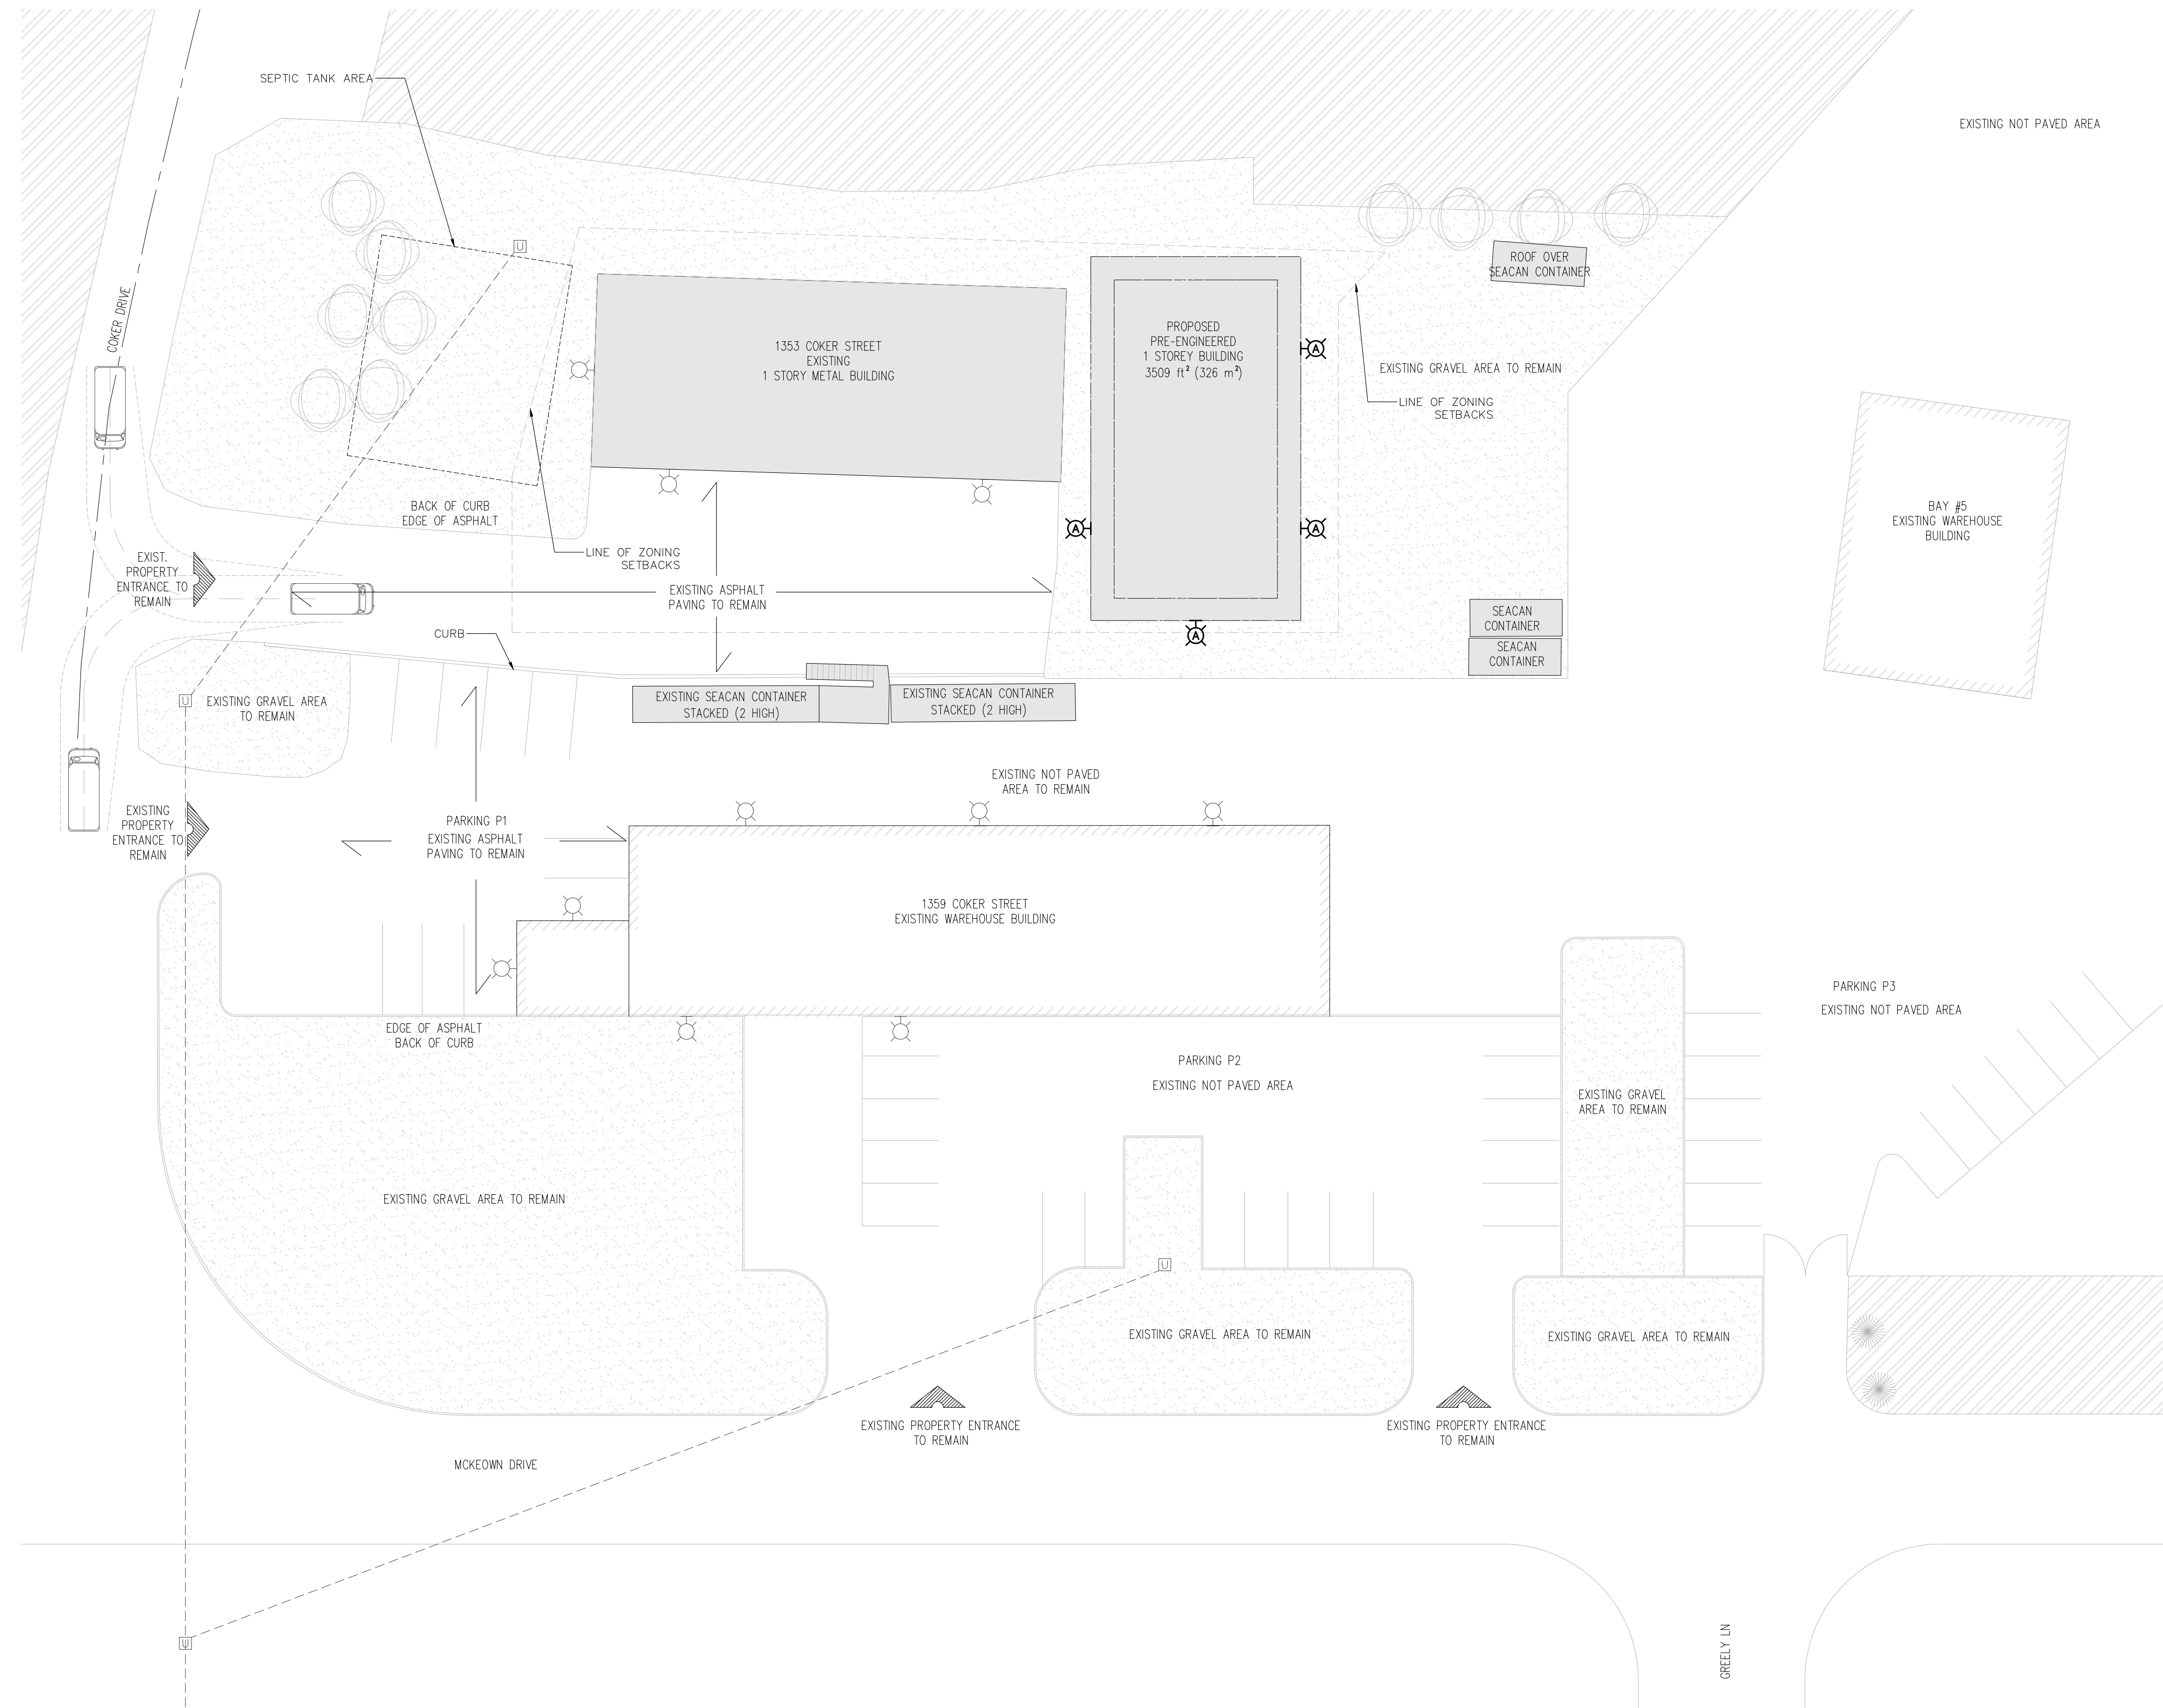 SEPTIC TANK AREA
EXISTING NOT PAVED AREA
COKER DRIVE
U
ROOF OVER
SEACAN CONTAINER
1353 COKER STREET
EXISTING
1 STORY METAL BUILDING
PROPOSED
PRE-ENGINEERED
1 STOREY BUILDING
3509 ft² (326 m²)
A
EXISTING GRAVEL AREA TO REMAIN
LINE OF ZONING
SETBACKS
BACK OF CURB
EDGE OF ASPHALT
A
A
BAY #5
EXISTING WAREHOUSE
BUILDING
LINE OF ZONING
SETBACKS
EXIST.
PROPERTY
ENTRANCE TO
REMAIN
EXISTING ASPHALT
PAVING TO REMAIN
CURB
A
SEACAN
CONTAINER
SEACAN
CONTAINER
U
EXISTING GRAVEL AREA
TO REMAIN
EXISTING SEACAN CONTAINER
STACKED (2 HIGH)
EXISTING SEACAN CONTAINER
STACKED (2 HIGH)
EXISTING NOT PAVED
AREA TO REMAIN
EXISTING
PROPERTY
ENTRANCE TO
REMAIN
PARKING P1
EXISTING ASPHALT
PAVING TO REMAIN
1359 COKER STREET
EXISTING WAREHOUSE BUILDING
EDGE OF ASPHALT
BACK OF CURB
PARKING P3
EXISTING NOT PAVED AREA
PARKING P2
EXISTING NOT PAVED AREA
EXISTING GRAVEL
AREA TO REMAIN
EXISTING GRAVEL AREA TO REMAIN
U
EXISTING GRAVEL AREA TO REMAIN
EXISTING GRAVEL AREA TO REMAIN
EXISTING PROPERTY ENTRANCE
TO REMAIN
EXISTING PROPERTY ENTRANCE
TO REMAIN
MCKEOWN DRIVE
U
GREELY LN